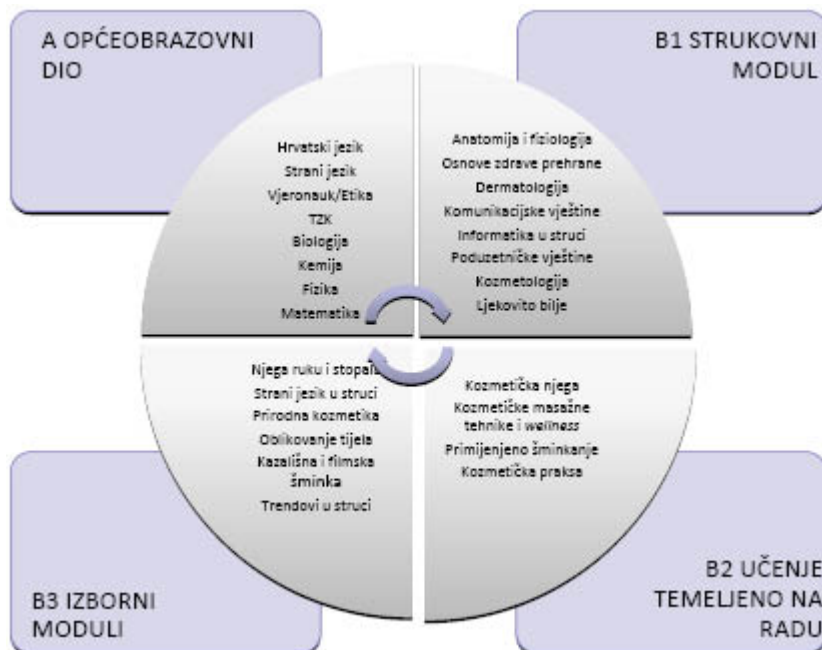 A OPĆEOBRAZOVNI
DIO
Hrvatski jezik
Strani jezik
Vjeronauk/Etika
TZK
Biologija
Kemija
Fizika
Matematika
B1 STRUKOVNI
MODUL
Anatomija i fiziologija
Osnove zdrave prehrane
Dermatologija
Komunikacijske vještine
Informatika u struci
Poduzetničke vještine
Kozmetologija
Ljekovito bilje
Njega ruku i stopala
Strani jezik u struci
Prirodna kozmetika
Oblikovanje tijela
Kazališna i filmska
šminka
Trendovi u struci
B3 IZBORNI
MODULI
Kozmetička njega
Kozmetičke masažne
tehnike i wellness
Primijenjeno šminkanje
Kozmetička praksa
B2 UČENJE
TEMELJENO NA
RADU